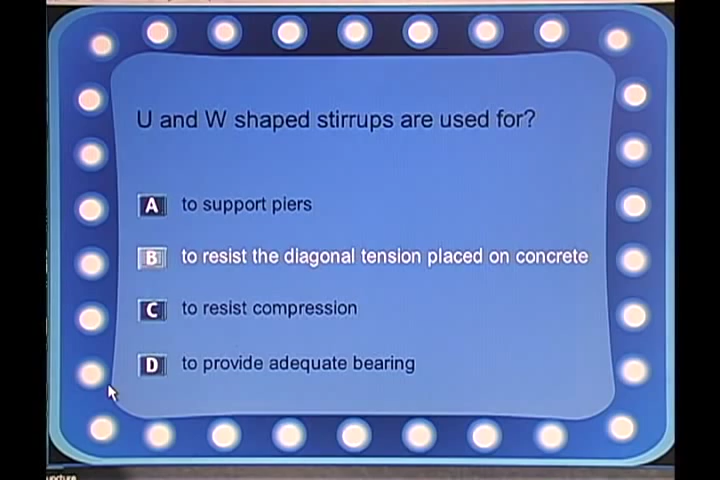 U and W shaped stirrups are used for?
A to support piers
B to resist the diagonal tension placed on concrete
C to resist compression
D to provide adequate bearing